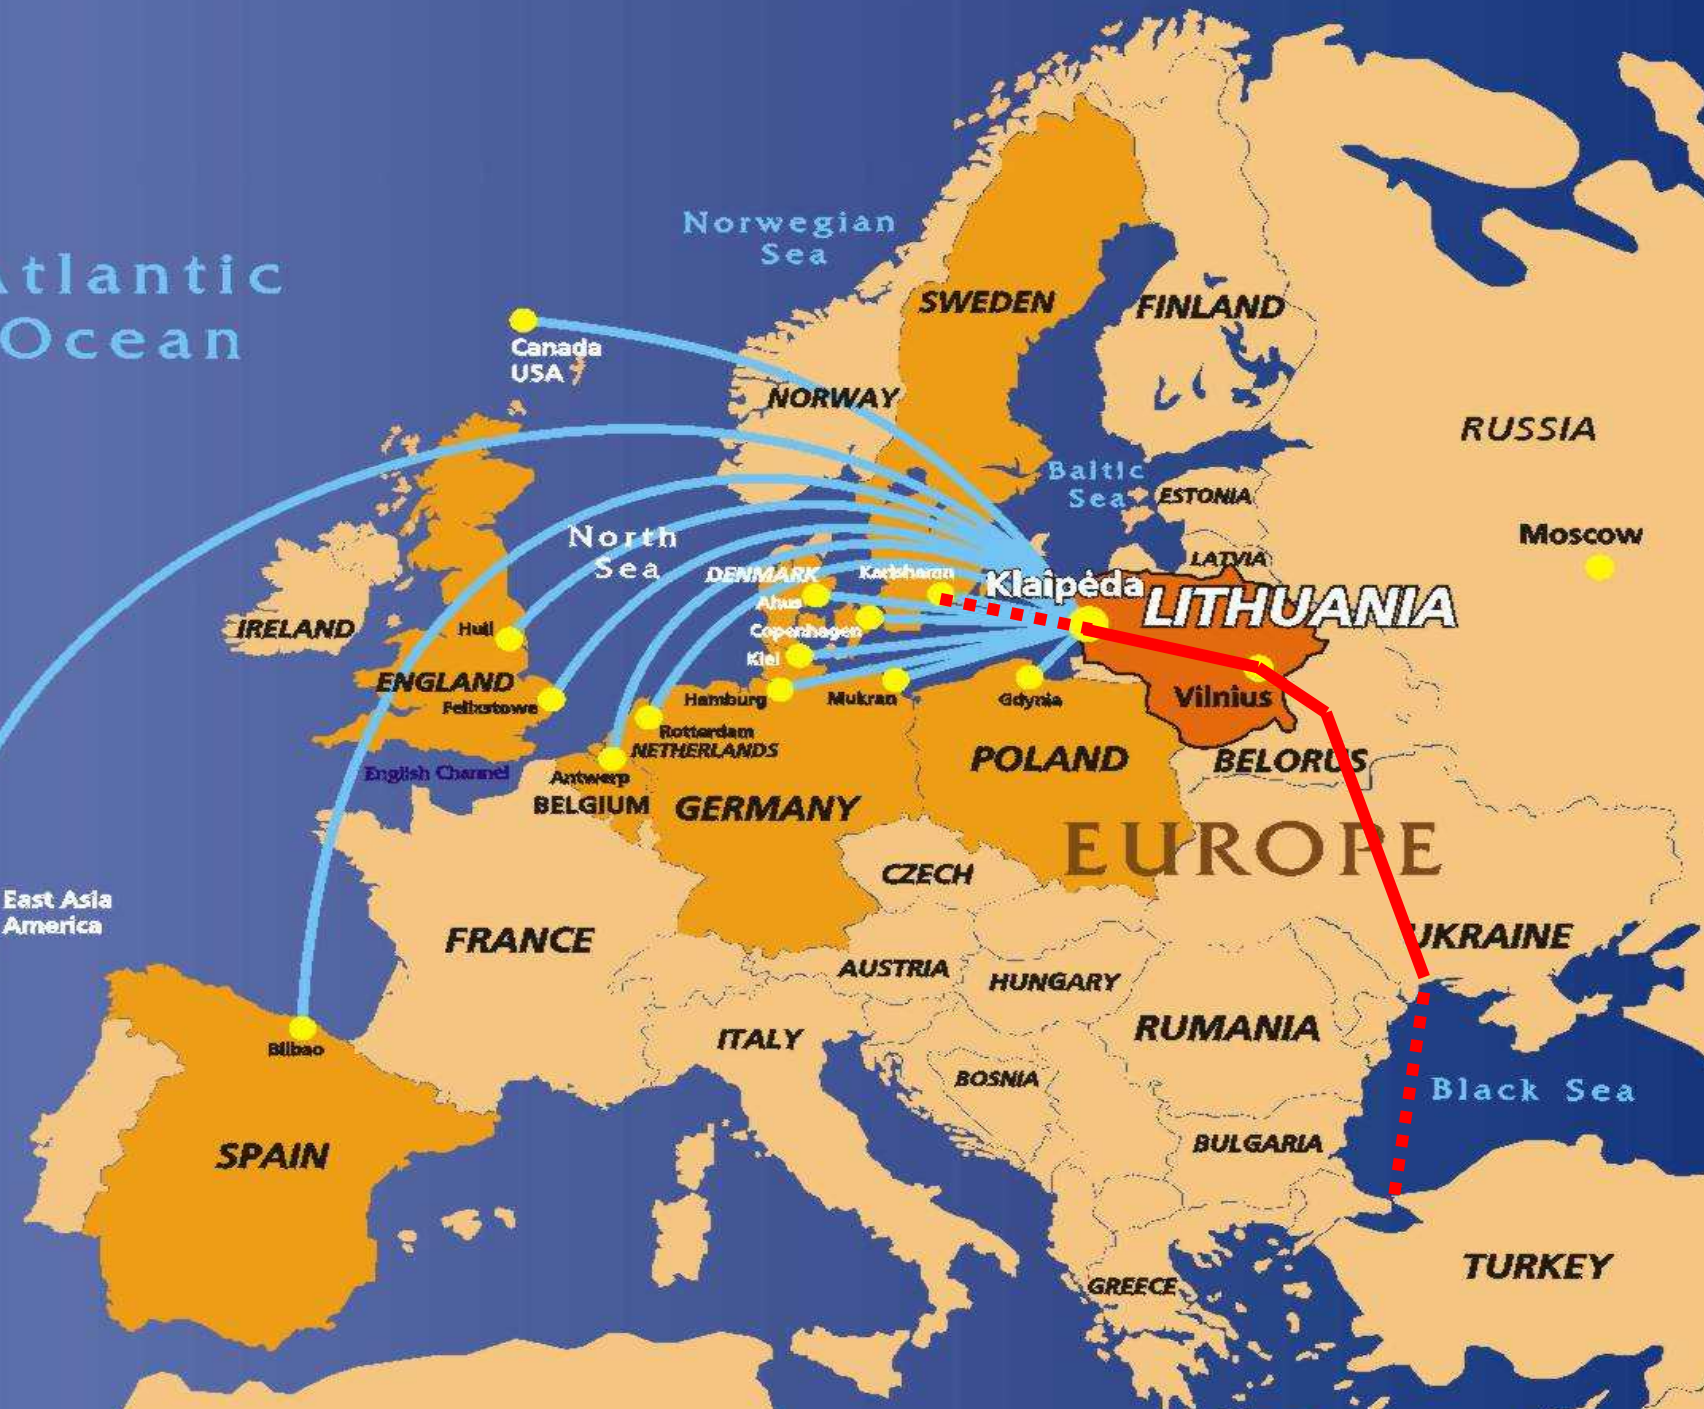 Norwegian
Sea
Atlantic
Ocean
SWEDEN
FINLAND
Canada
USA
NORWAY
RUSSIA
Baltic
Sea
ESTONIA
Moscow
North
Sea
LATVIA
DENMARK
Karlshamn
Klaipėda
LITHUANIA
Ahus
Copenhagen
IRELAND
Hull
Kiel
ENGLAND
Felixstowe
Hamburg
Mukran
Gdynia
Vilnius
Rotterdam
NETHERLANDS
English Channel
Antwerp
BELGIUM
GERMANY
POLAND
BELORUS
EUROPE
CZECH
East Asia
America
FRANCE
UKRAINE
AUSTRIA
HUNGARY
RUMANIA
ITALY
Bilbao
BOSNIA
Black Sea
BULGARIA
SPAIN
TURKEY
GREECE